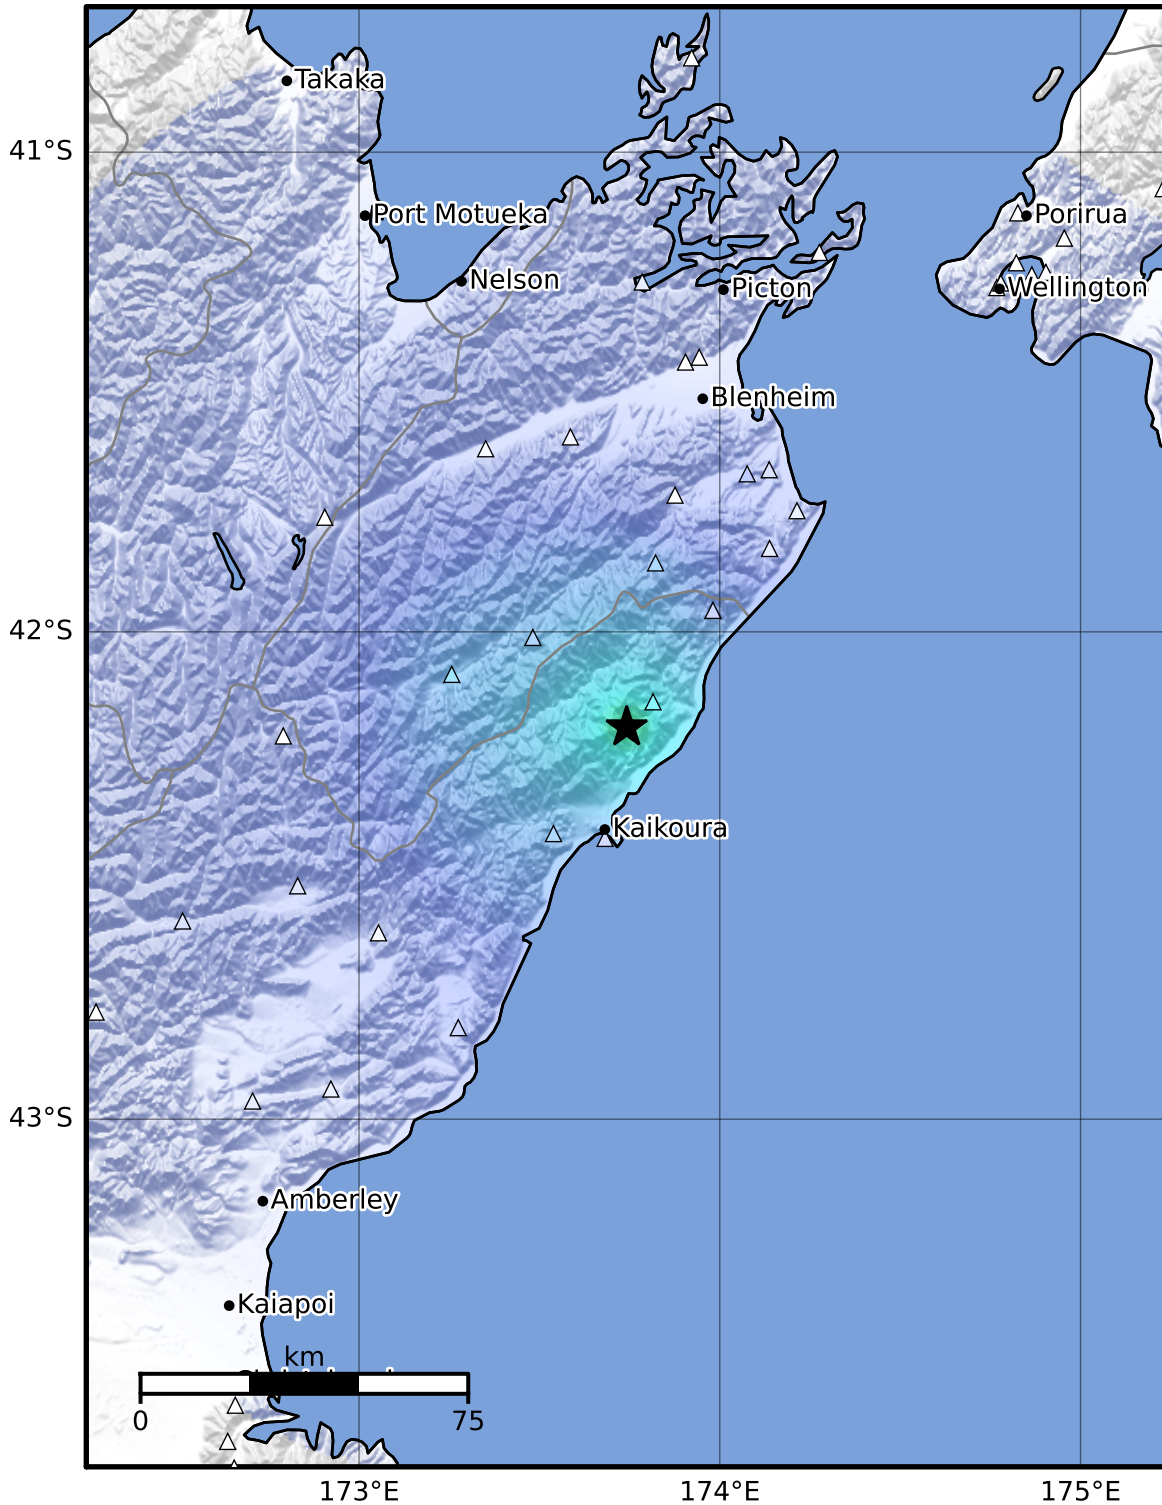 Takaka
41°S
Port Motueka
Porirua
Nelson
Picton
Wellington
Blenheim
42°S
Kaikoura
43°S
Amberley
Kaiapoi
km
0
75
173°E
174°E
175°E